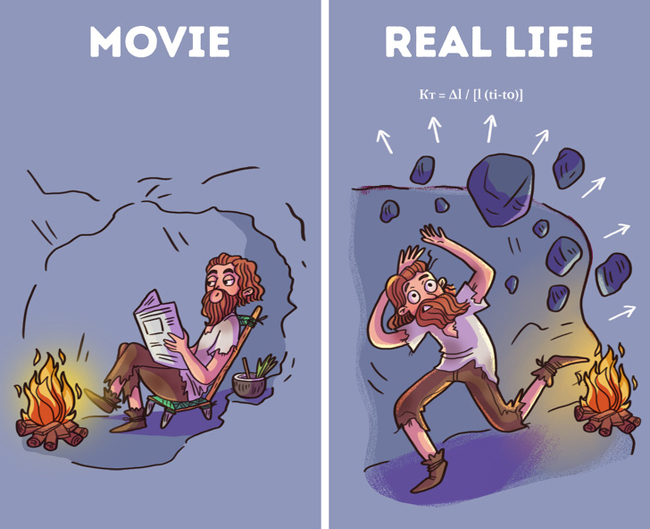 MOVIE
REAL LIFE
Kт = Δl / [l (ti-to)]